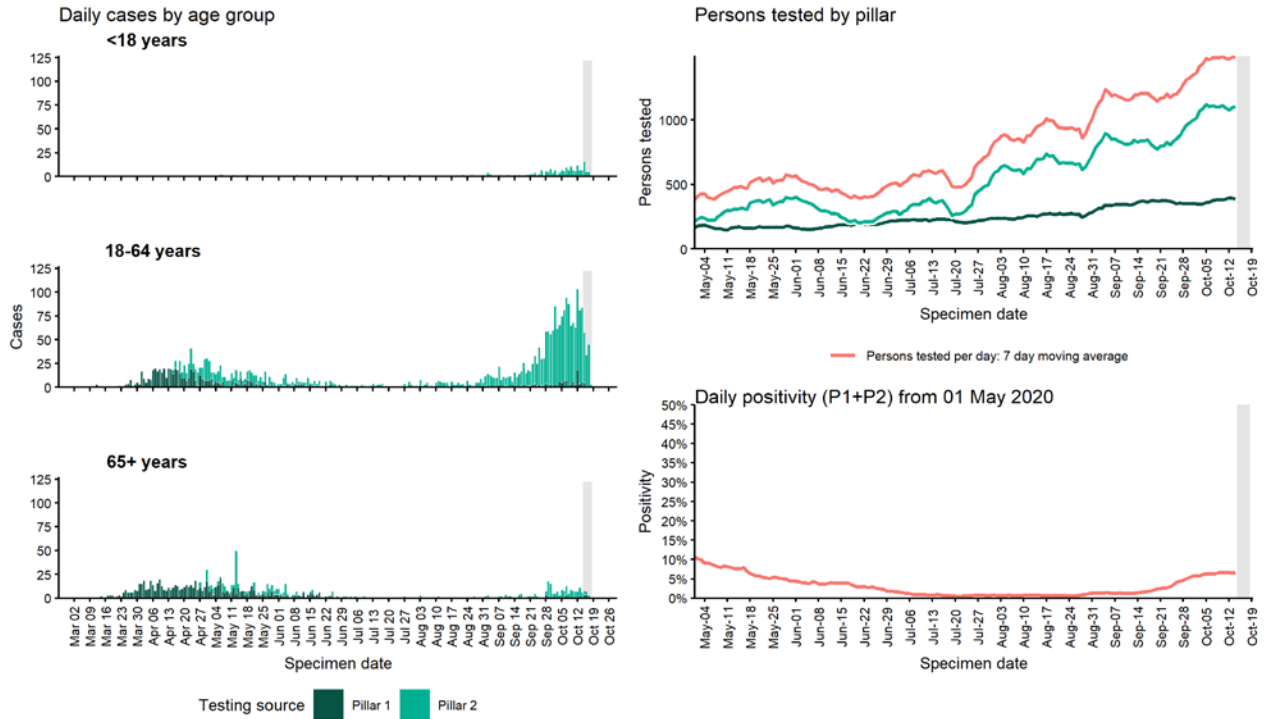 Daily cases by age group
<18 years
125
100
75
50
25
0
18-64 years
125
100
75
50
25
0
Cases
65+ years
125
100
75
50
25
0
Mar 02
Mar 09
Mar 16
Mar 23
Mar 30
Apr 06
Apr 13
Apr 20
Apr 27
May 04
May 11
May 18
May 25
Jun 01
Jun 08
Jun 15
Jun 22
Jun 29
Jul 06
Jul 13
Jul 20
Jul 27
Aug 03
Aug 10
Aug 17
Aug 24
Aug 31
Sep 07
Sep 14
Sep 21
Sep 28
Oct 05
Oct 12
Oct 19
Oct 26
Specimen date
Testing source Pillar 1 Pillar 2
Persons tested by pillar
Persons tested
1000
500
0
May-04
May-11
May-18
May-25
Jun-01
Jun-08
Jun-15
Jun-22
Jun-29
Jul-06
Jul-13
Jul-20
Jul-27
Aug-03
Aug-10
Aug-17
Aug-24
Aug-31
Sep-07
Sep-14
Sep-21
Sep-28
Oct-05
Oct-12
Oct-19
Specimen date
Persons tested per day: 7 day moving average
Daily positivity (P1+P2) from 01 May 2020
Positivity
50%
45%
40%
35%
30%
25%
20%
15%
10%
5%
0%
May-04
May-11
May-18
May-25
Jun-01
Jun-08
Jun-15
Jun-22
Jun-29
Jul-06
Jul-13
Jul-20
Jul-27
Aug-03
Aug-10
Aug-17
Aug-24
Aug-31
Sep-07
Sep-14
Sep-21
Sep-28
Oct-05
Oct-12
Oct-19
Specimen date